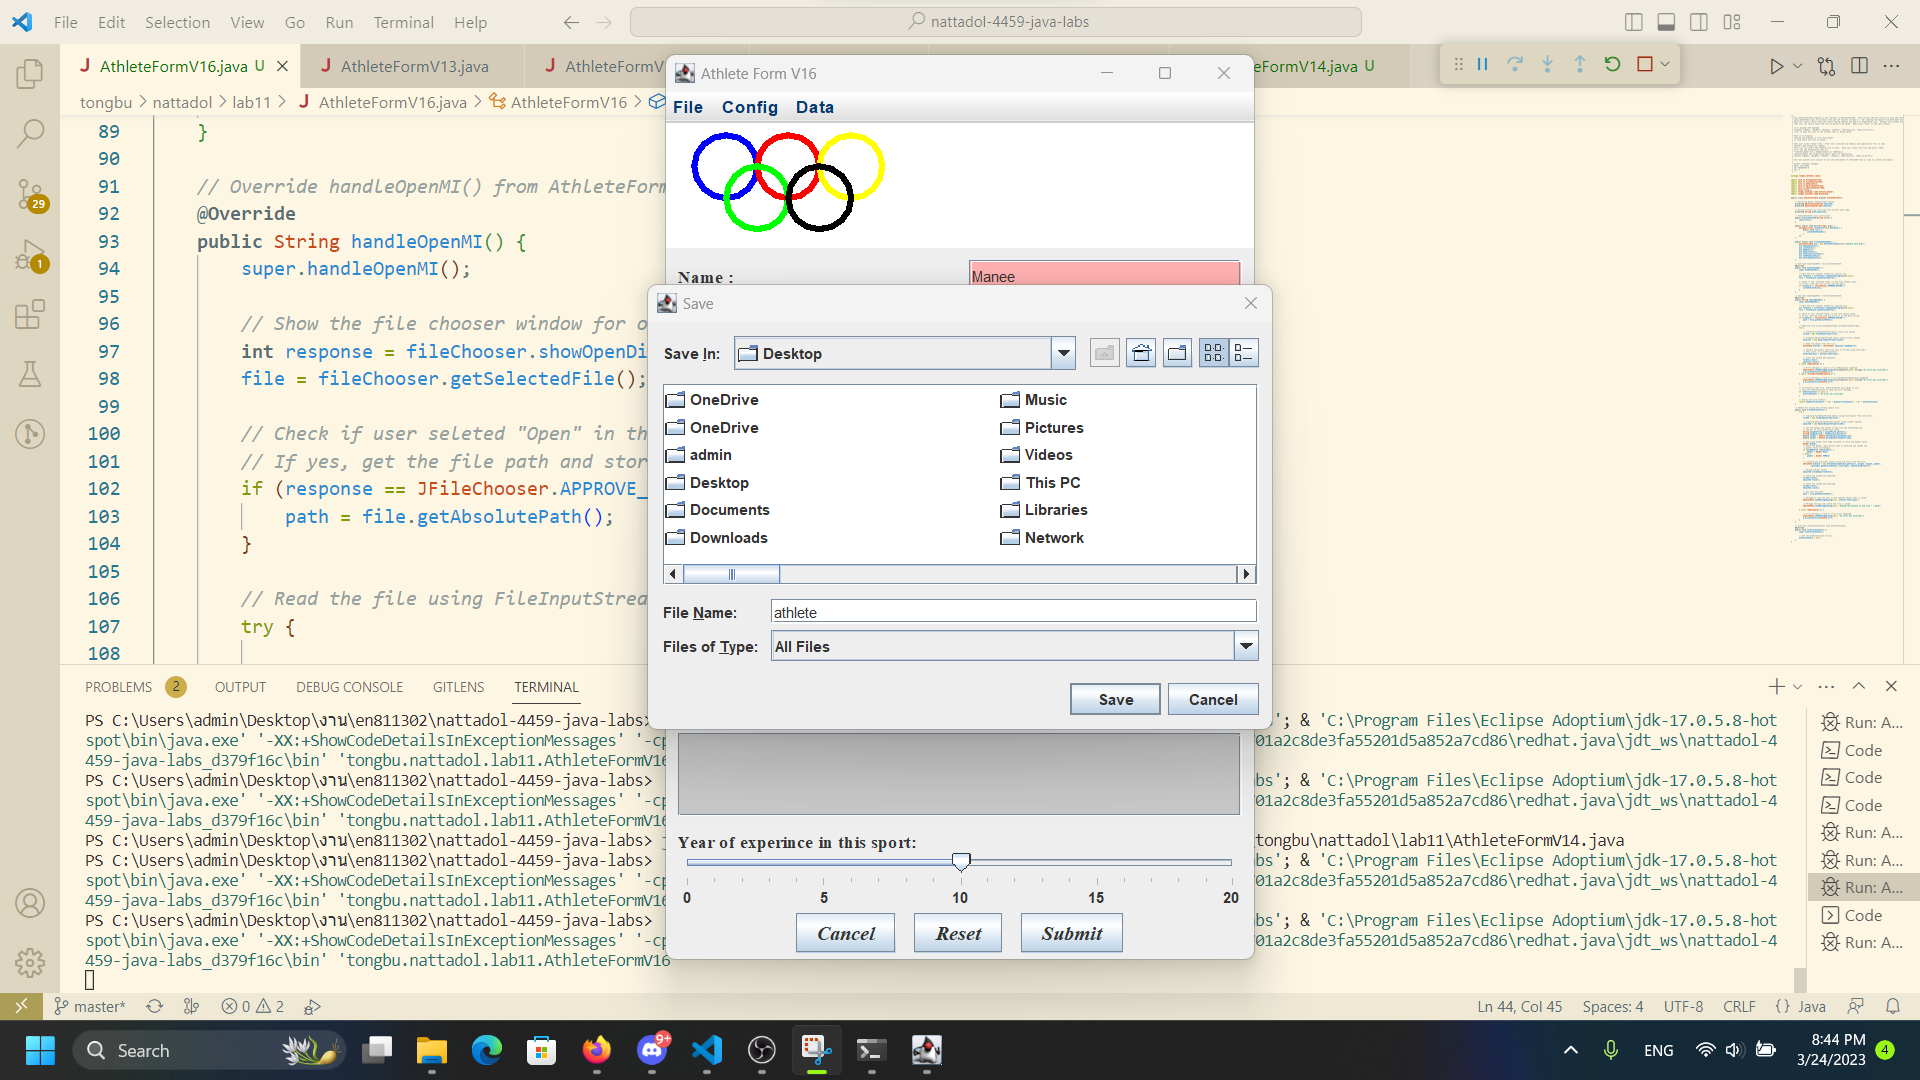 File Edit Selection View Go Run Terminal Help
nattadol-4459-java-labs
AthleteFormV16.java U
AthleteFormV13.java
AthleteFormV
eFormV14.java U
tongbu > nattadol > lab11 > AthleteFormV16.java > AthleteFormV16 >
89 }
90
91 // Override handleOpenMI() from AthleteForm
92 @Override
93 public String handleOpenMI() {
94 super.handleOpenMI();
95
96 // Show the file chooser window for o
97 int response = fileChooser.showOpenDi
98 file = fileChooser.getSelectedFile();
99
100 // Check if user seleted "Open" in th
101 // If yes, get the file path and stor
102 if (response == JFileChooser.APPROVE_
103 path = file.getAbsolutePath();
104 }
105
106 // Read the file using FileInputStrea
107 try {
108
Athlete Form V16
File Config Data
Name :
Manee
Save
Save In: Desktop
OneDrive
OneDrive
admin
Desktop
Documents
Downloads
Music
Pictures
Videos
This PC
Libraries
Network
File Name: athlete
Files of Type: All Files
Save Cancel
Year of experince in this sport:
0 5 10 15 20
Cancel Reset Submit
PROBLEMS 2 OUTPUT DEBUG CONSOLE GITLENS TERMINAL
PS C:\Users\admin\Desktop\งาน\en811302\nattadol-4459-java-labs> '; & 'C:\Program Files\Eclipse Adoptium\jdk-17.0.5.8-hot
spot\bin\java.exe' '-XX:+ShowCodeDetailsInExceptionMessages' '-cp 01a2c8de3fa55201d5a852a7cd86\redhat.java\jdt_ws\nattadol-4
459-java-labs_d379f16c\bin' 'tongbu.nattadol.lab11.AthleteFormV16
PS C:\Users\admin\Desktop\งาน\en811302\nattadol-4459-java-labs> bs'; & 'C:\Program Files\Eclipse Adoptium\jdk-17.0.5.8-hot
spot\bin\java.exe' '-XX:+ShowCodeDetailsInExceptionMessages' '-cp 01a2c8de3fa55201d5a852a7cd86\redhat.java\jdt_ws\nattadol-4
459-java-labs_d379f16c\bin' 'tongbu.nattadol.lab11.AthleteFormV16
PS C:\Users\admin\Desktop\งาน\en811302\nattadol-4459-java-labs> tongbu\nattadol\lab11\AthleteFormV14.java
PS C:\Users\admin\Desktop\งาน\en811302\nattadol-4459-java-labs> bs'; & 'C:\Program Files\Eclipse Adoptium\jdk-17.0.5.8-hot
spot\bin\java.exe' '-XX:+ShowCodeDetailsInExceptionMessages' '-cp 01a2c8de3fa55201d5a852a7cd86\redhat.java\jdt_ws\nattadol-4
459-java-labs_d379f16c\bin' 'tongbu.nattadol.lab11.AthleteFormV16
PS C:\Users\admin\Desktop\งาน\en811302\nattadol-4459-java-labs> bs'; & 'C:\Program Files\Eclipse Adoptium\jdk-17.0.5.8-hot
spot\bin\java.exe' '-XX:+ShowCodeDetailsInExceptionMessages' '-cp 01a2c8de3fa55201d5a852a7cd86\redhat.java\jdt_ws\nattadol-4
459-java-labs_d379f16c\bin' 'tongbu.nattadol.lab11.AthleteFormV16
Run: A...
Code
Code
Code
Run: A...
Run: A...
Run: A...
Code
Run: A...
29
1
master* 0 2
Ln 44, Col 45 Spaces: 4 UTF-8 CRLF { } Java
Search
9+
ENG
8:44 PM
3/24/2023
4